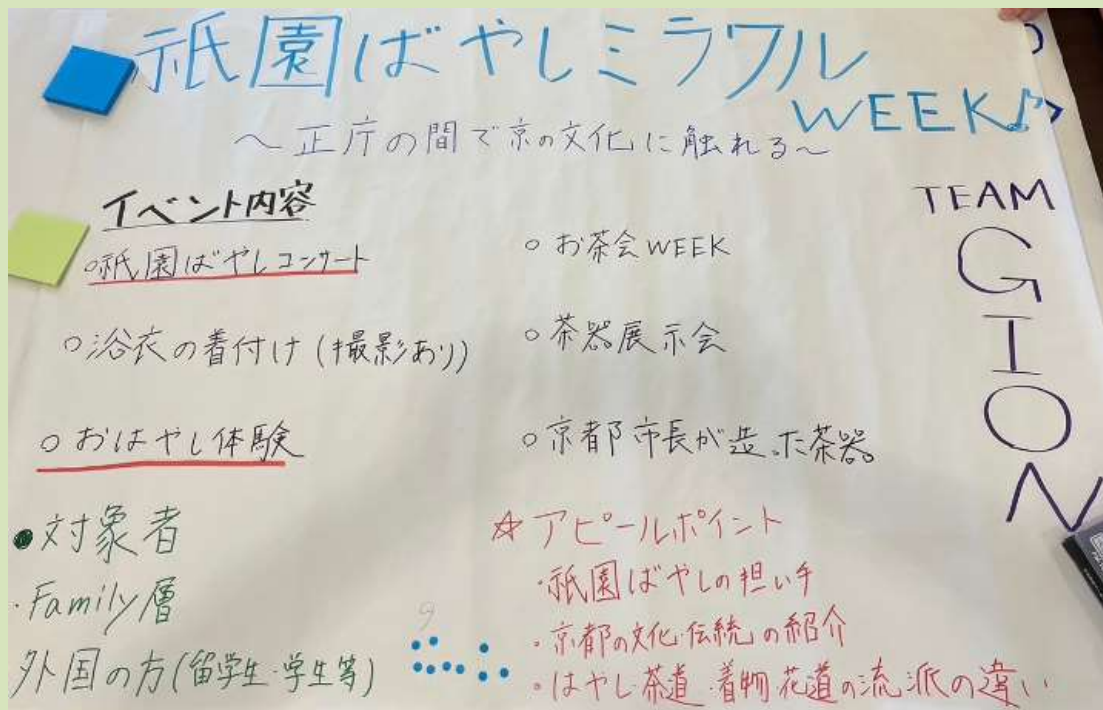 祇園ばやしミラクル
WEEK♪
～正庁の間で京の文化に触れる～
TEAM
GION
イベント内容
○祇園ばやしコンサート
○浴衣の着付け(撮影あり)
○おはやし体験
○お茶会WEEK
○茶器展示会
○京都市長が造った茶器。
●対象者
・Family層
外国の方(留学生・学生等)
9
☆アピールポイント
・祇園ばやしの担い手
・京都の文化・伝統の紹介
・はやし・茶道・着物・花道の流派の違い